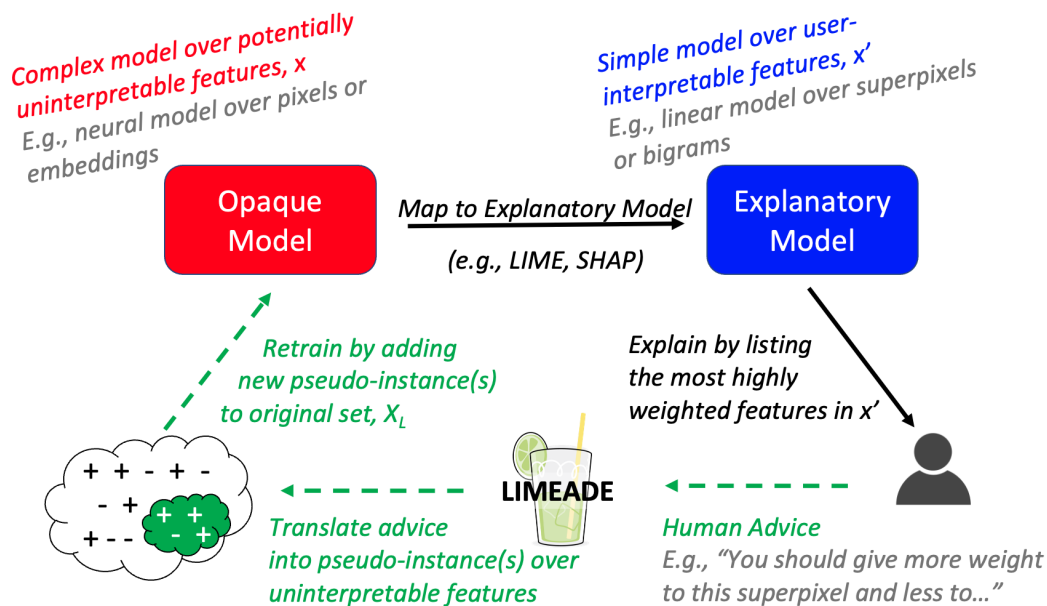 Complex model over potentially
uninterpretable features, x
E.g., neural model over pixels or
embeddings
Simple model over user-
interpretable features, x’
E.g., linear model over superpixels
or bigrams
Opaque
Model
Map to Explanatory Model
(e.g., LIME, SHAP)
Explanatory
Model
Retrain by adding
new pseudo-instance(s)
to original set, X_L
Explain by listing
the most highly
weighted features in x’
+ + - + -
- +
+ - -
+ +
- +
LIMEADE
Translate advice
into pseudo-instance(s) over
uninterpretable features
Human Advice
E.g., “You should give more weight
to this superpixel and less to…”